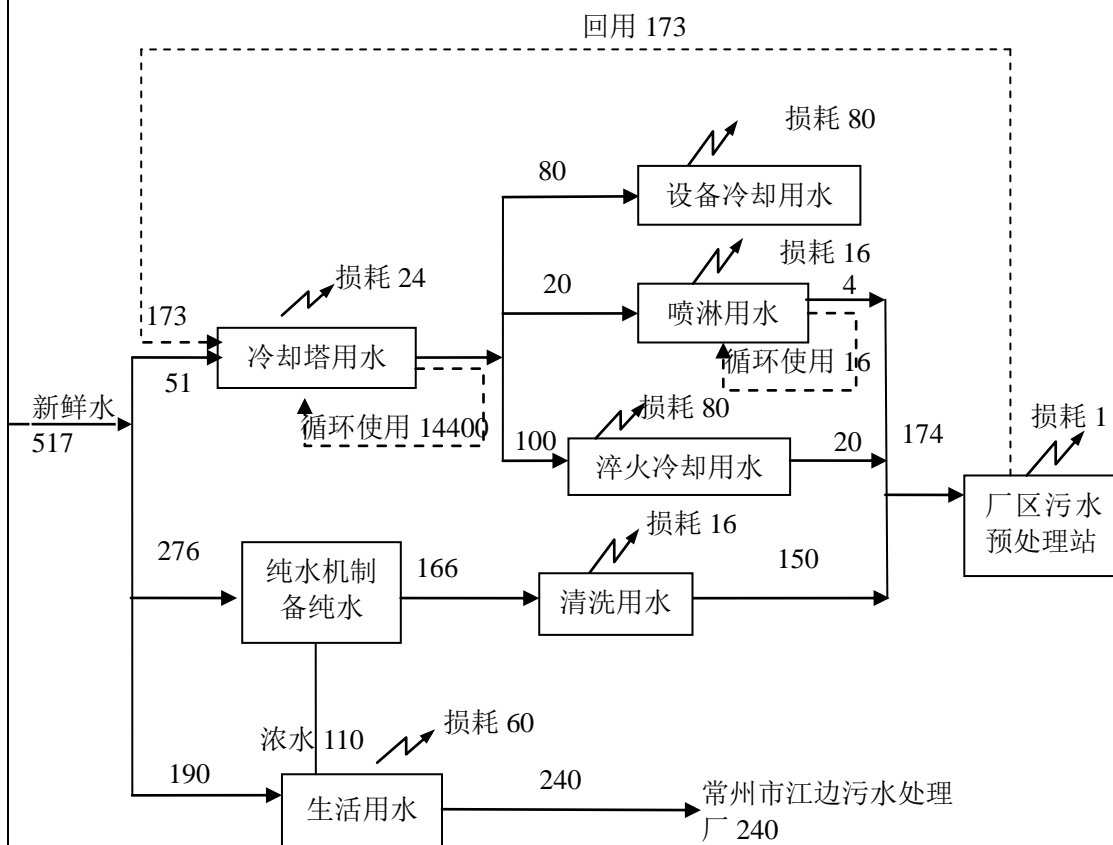 回用 173
损耗 80
80
设备冷却用水
损耗 16
损耗 24
20
4
喷淋用水
173
冷却塔用水
循环使用 16
51
新鲜水
517
循环使用 14400
损耗 80
100
淬火冷却用水
20
174
损耗 1
厂区污水
预处理站
损耗 16
276
纯水机制
备纯水
166
清洗用水
150
浓水 110
损耗 60
190
生活用水
240
常州市江边污水处理
厂 240